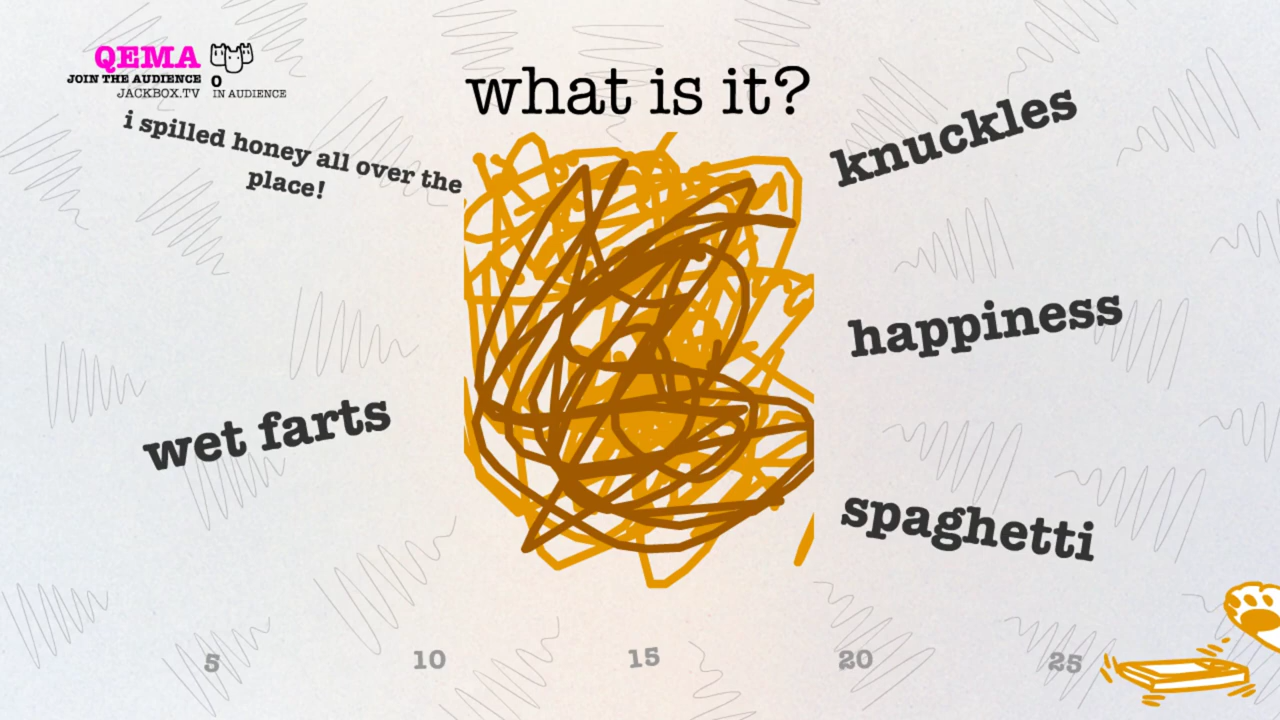 QEMA
JOIN THE AUDIENCE
JACKBOX.TV
0
IN AUDIENCE
what is it?
i spilled honey all over the
place!
knuckles
happiness
wet farts
spaghetti
5 10 15 20 25